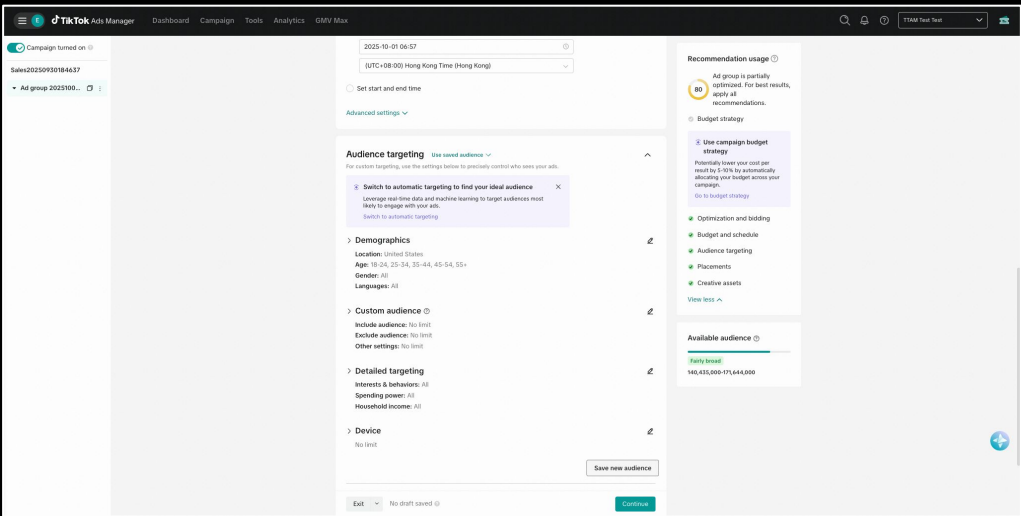 E TikTok Ads Manager Dashboard Campaign Tools Analytics GMV Max TTAM Test Test
Campaign turned on
Sales20250930184637
Ad group 2025100...
2025-10-01 06:57
(UTC+08:00) Hong Kong Time (Hong Kong)
Set start and end time
Advanced settings
Audience targeting Use saved audience
For custom targeting, use the settings below to precisely control who sees your ads.
Switch to automatic targeting to find your ideal audience
Leverage real-time data and machine learning to target audiences most
likely to engage with your ads.
Switch to automatic targeting
Demographics
Location: United States
Age: 18-24, 25-34, 35-44, 45-54, 55+
Gender: All
Languages: All
Custom audience
Include audience: No limit
Exclude audience: No limit
Other settings: No limit
Detailed targeting
Interests & behaviors: All
Spending power: All
Household income: All
Device
No limit
Save new audience
Exit No draft saved Continue
Recommendation usage
80
Ad group is partially
optimized. For best results,
apply all
recommendations.
Budget strategy
Use campaign budget
strategy
Potentially lower your cost per
result by 5-10% by automatically
allocating your budget across your
campaign.
Go to budget strategy
Optimization and bidding
Budget and schedule
Audience targeting
Placements
Creative assets
View less
Available audience
Fairly broad
140,435,000-171,644,000